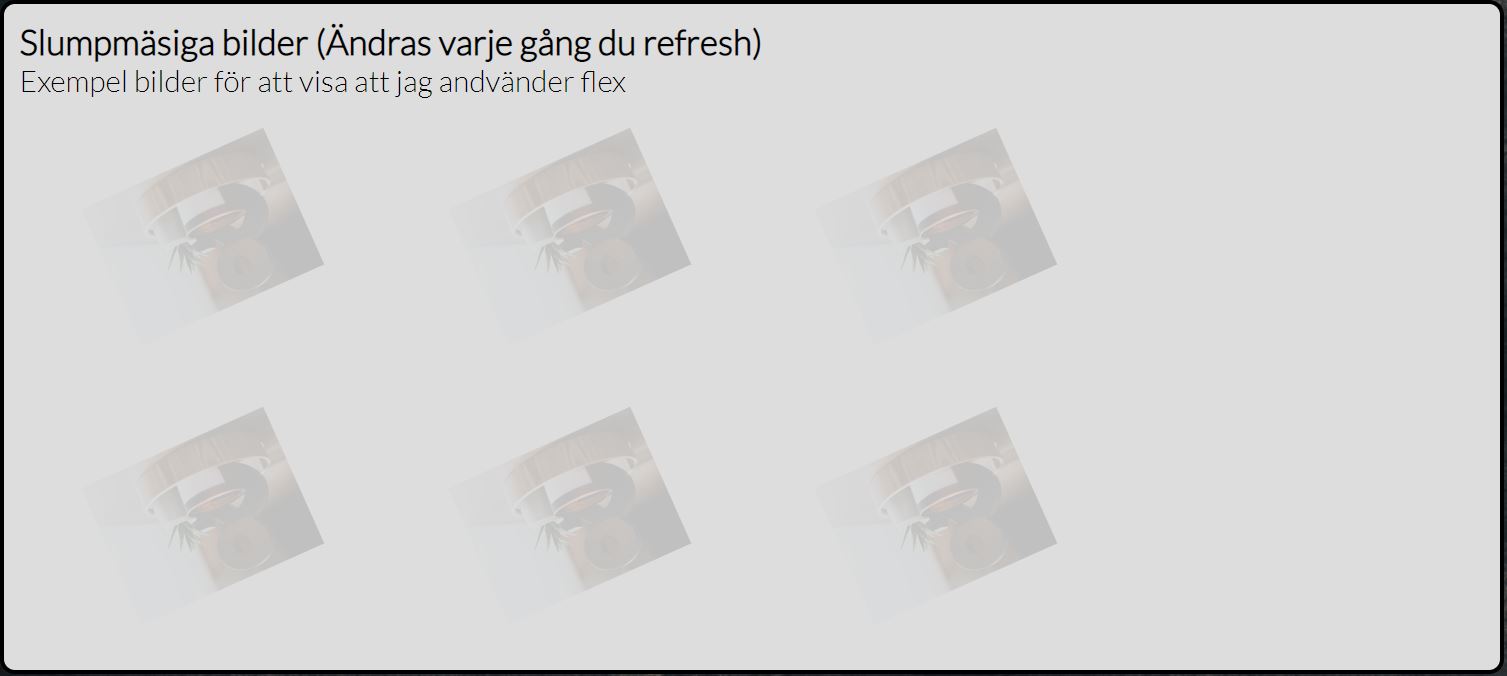 Slumpmäsiga bilder (Ändras varje gång du refresh)
Exempel bilder för att visa att jag andvänder flex